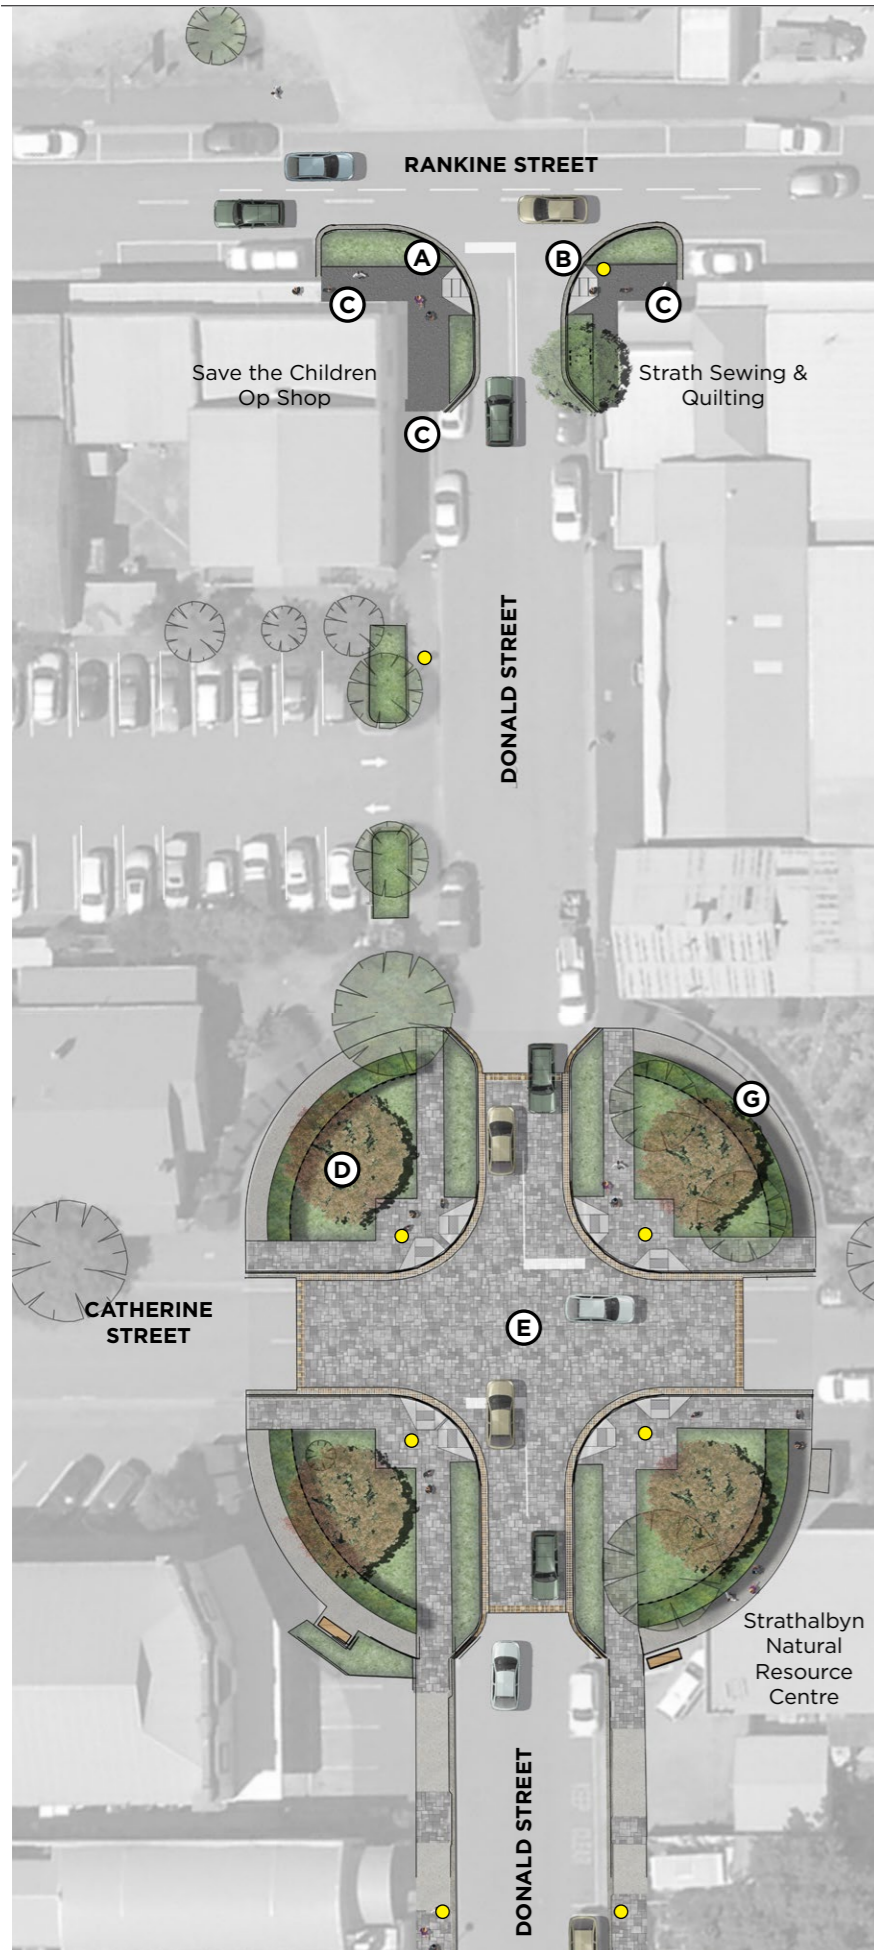 RANKINE STREET
A
B
C
C
Save the Children
Op Shop
Strath Sewing &
Quilting
C
DONALD STREET
G
D
CATHERINE
STREET
E
Strathalbyn
Natural
Resource
Centre
DONALD STREET